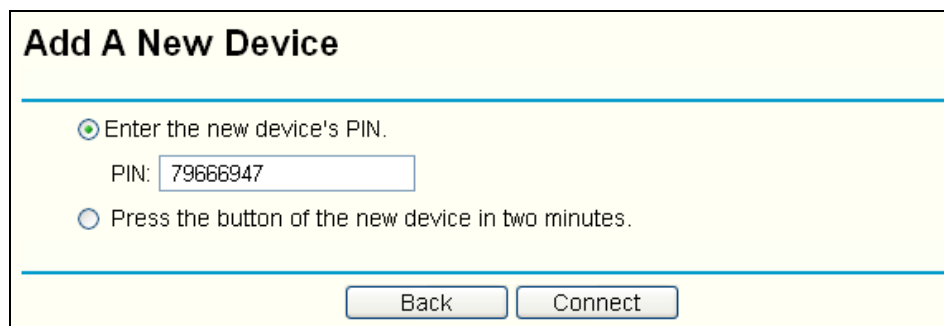 Add A New Device
Enter the new device's PIN.
PIN: 79666947
Press the button of the new device in two minutes.
Back Connect